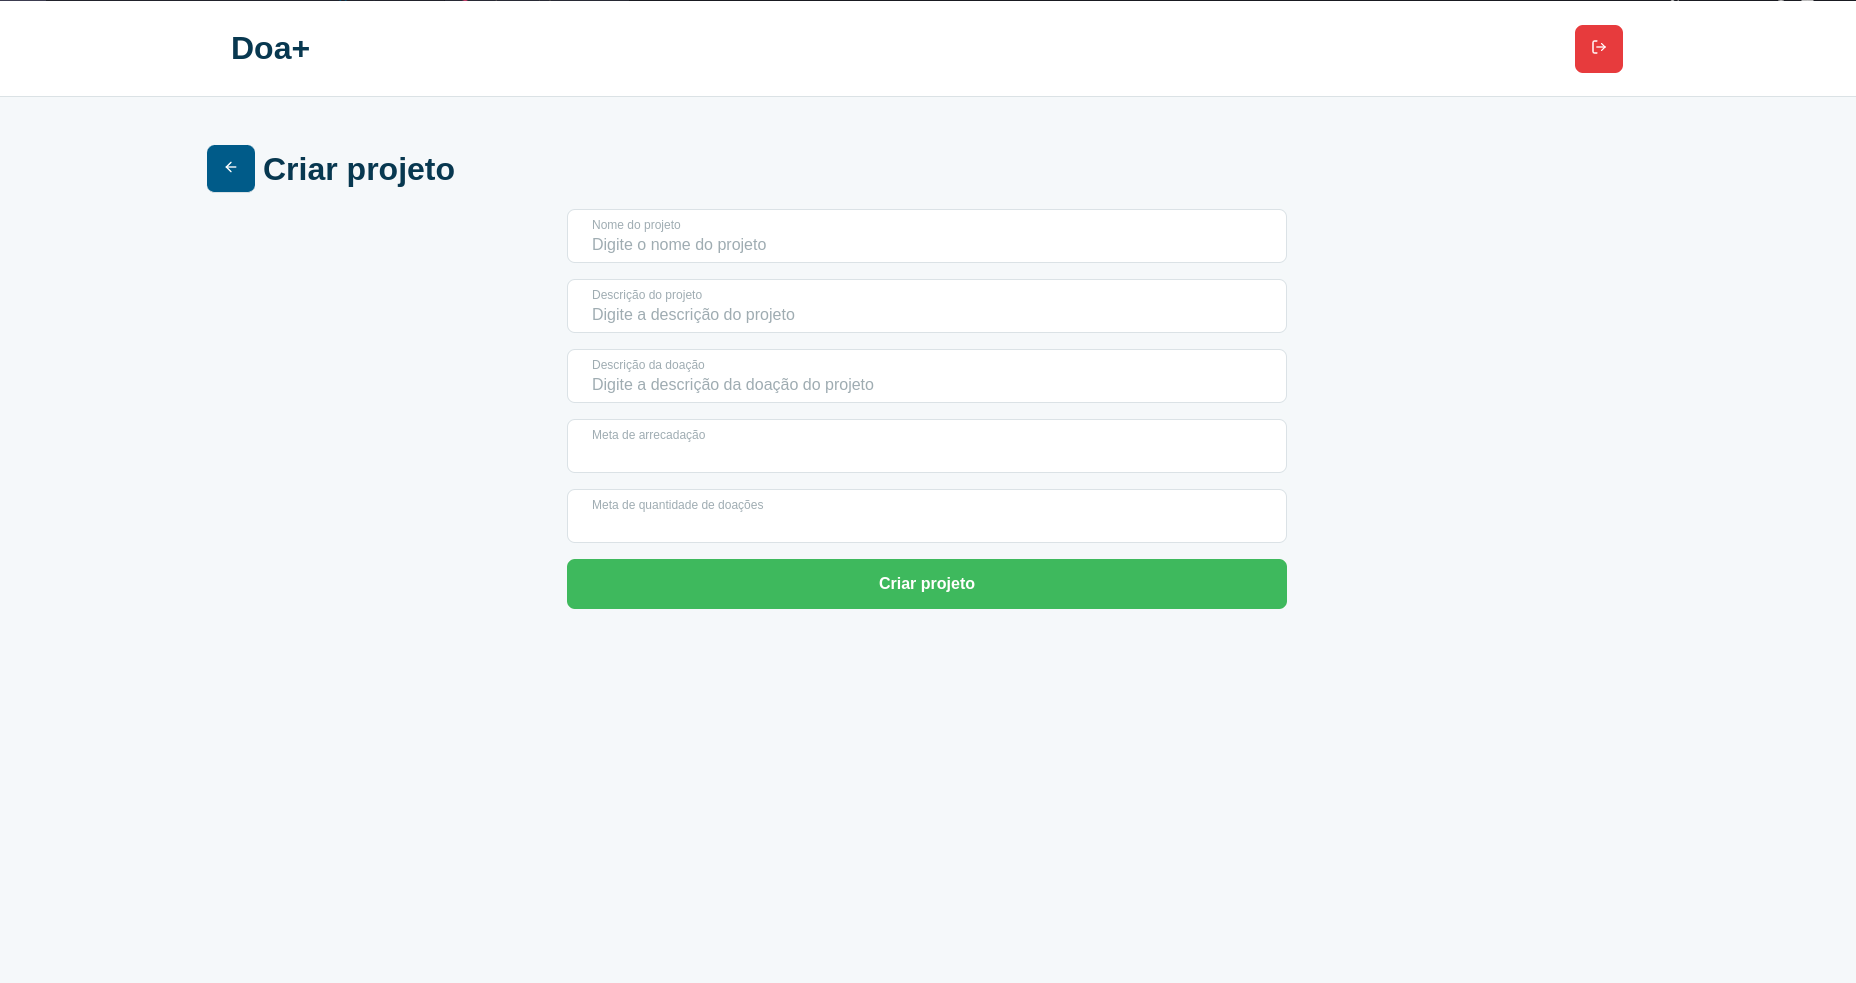 Doa+
Criar projeto
Nome do projeto
Digite o nome do projeto
Descrição do projeto
Digite a descrição do projeto
Descrição da doação
Digite a descrição da doação do projeto
Meta de arrecadação
Meta de quantidade de doações
Criar projeto